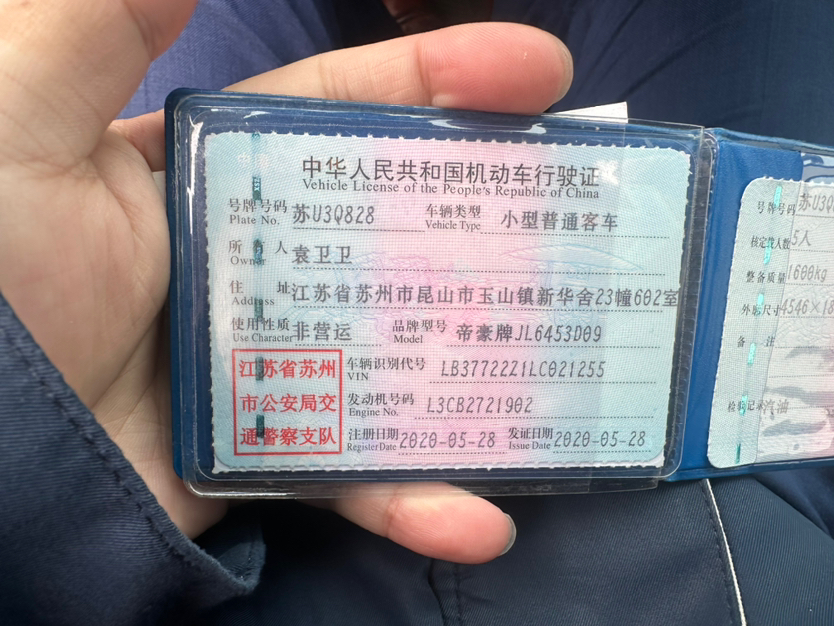 中华人民共和国机动车行驶证
Vehicle License of the People's Republic of China
号牌号码 Plate No. 苏U3Q828 车辆类型 Vehicle Type 小型普通客车
所有人 Owner 袁卫卫
住址 Address 江苏省苏州市昆山市玉山镇新华舍23幢602室
使用性质 Use Character 非营运 品牌型号 Model 帝豪牌JL6453D09
江苏省苏州
市公安局交
通警察支队
车辆识别代号 VIN LB37722Z1LC021255
发动机号码 Engine No. L3CB2721902
注册日期 Register Date 2020-05-28 发证日期 Issue Date 2020-05-28
号牌号码 苏U3Q
核定载人数 5人
整备质量 1600kg
外廓尺寸 4546×18
备注
检验记录 汽油